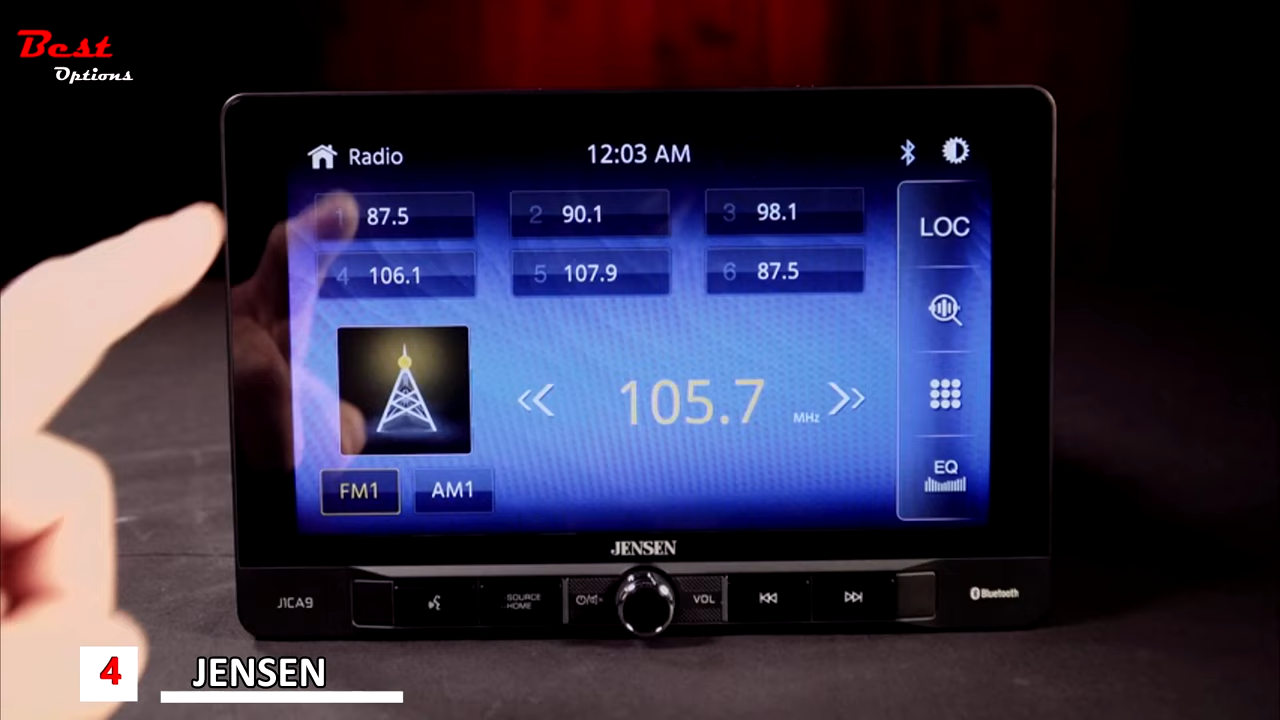 Best
Options
Radio
12:03 AM
1 87.5
2 90.1
3 98.1
LOC
4 106.1
5 107.9
6 87.5
105.7
MHz
FM1
AM1
EQ
JENSEN
J1CA9
SOURCE
HOME
VOL
Bluetooth
4
JENSEN